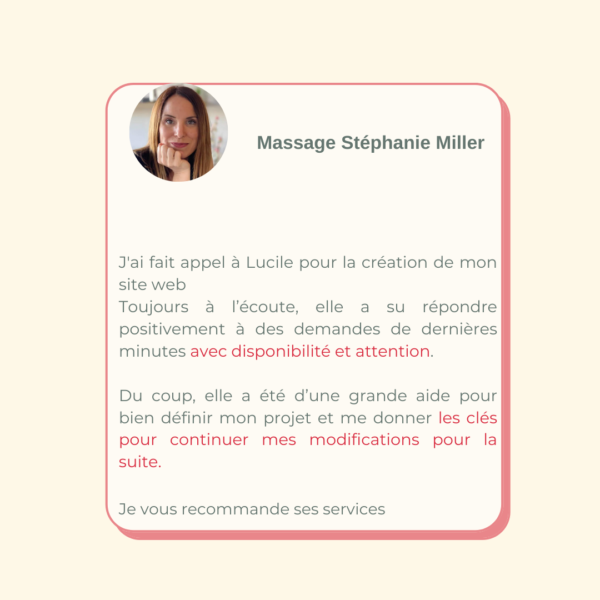 Massage Stéphanie Miller
J'ai fait appel à Lucile pour la création de mon
site web
Toujours à l’écoute, elle a su répondre
positivement à des demandes de dernières
minutes avec disponibilité et attention.
Du coup, elle a été d’une grande aide pour
bien définir mon projet et me donner les clés
pour continuer mes modifications pour la
suite.
Je vous recommande ses services